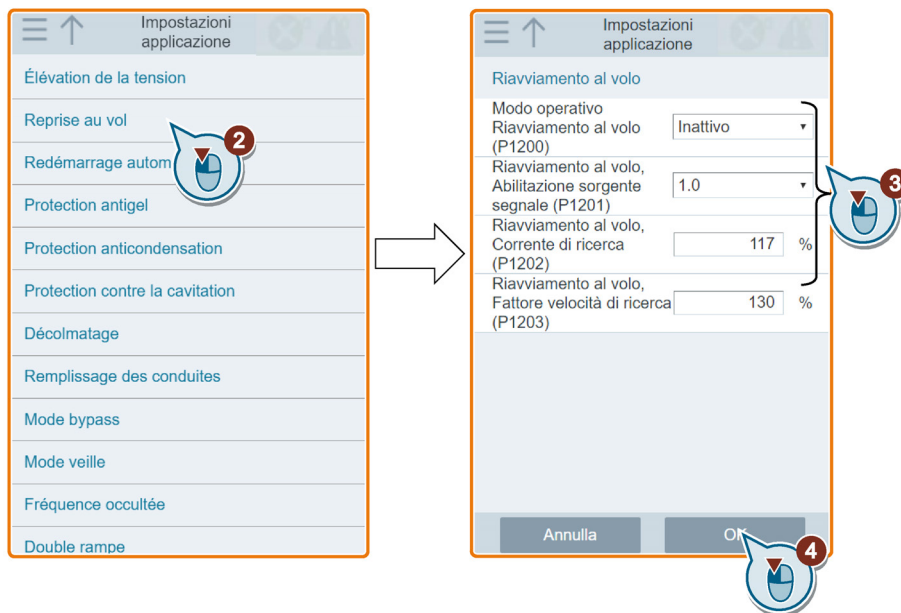 Impostazioni
applicazione
Élévation de la tension
Reprise au vol
2
Redémarrage autom
Protection antigel
Protection anticondensation
Protection contre la cavitation
Décolmatage
Remplissage des conduites
Mode bypass
Mode veille
Fréquence occultée
Double rampe
Impostazioni
applicazione
Riavviamento al volo
Modo operativo
Riavviamento al volo
(P1200)
Inattivo
Riavviamento al volo,
Abilitazione sorgente
segnale (P1201)
1.0
3
Riavviamento al volo,
Corrente di ricerca
(P1202)
117 %
Riavviamento al volo,
Fattore velocità di ricerca
(P1203)
130 %
Annulla
OK
4